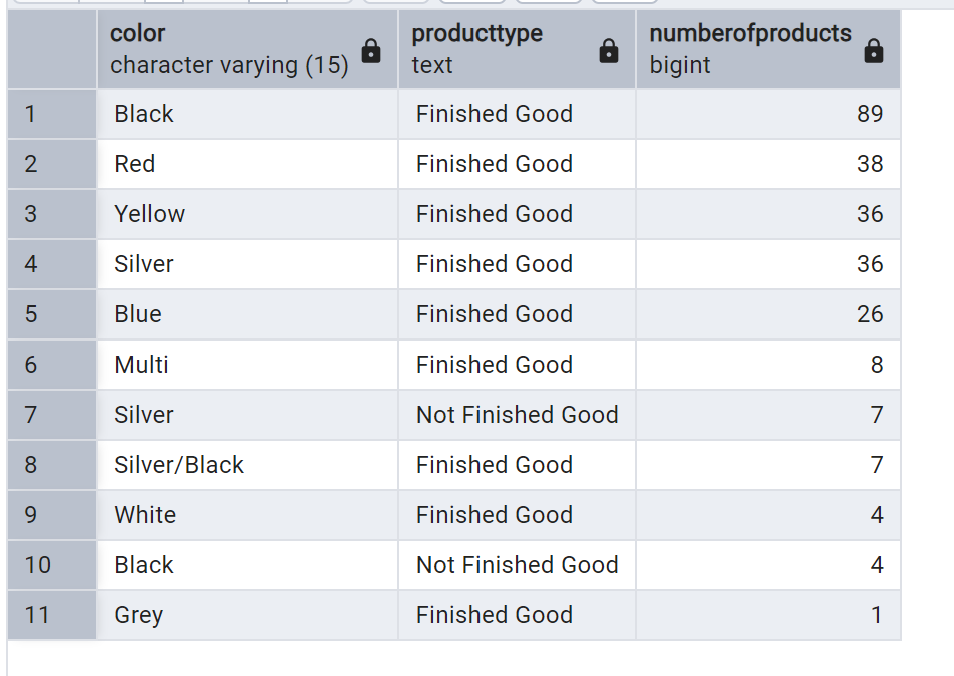 color producttype numberofproducts
character varying (15) text bigint
1 Black Finished Good 89
2 Red Finished Good 38
3 Yellow Finished Good 36
4 Silver Finished Good 36
5 Blue Finished Good 26
6 Multi Finished Good 8
7 Silver Not Finished Good 7
8 Silver/Black Finished Good 7
9 White Finished Good 4
10 Black Not Finished Good 4
11 Grey Finished Good 1